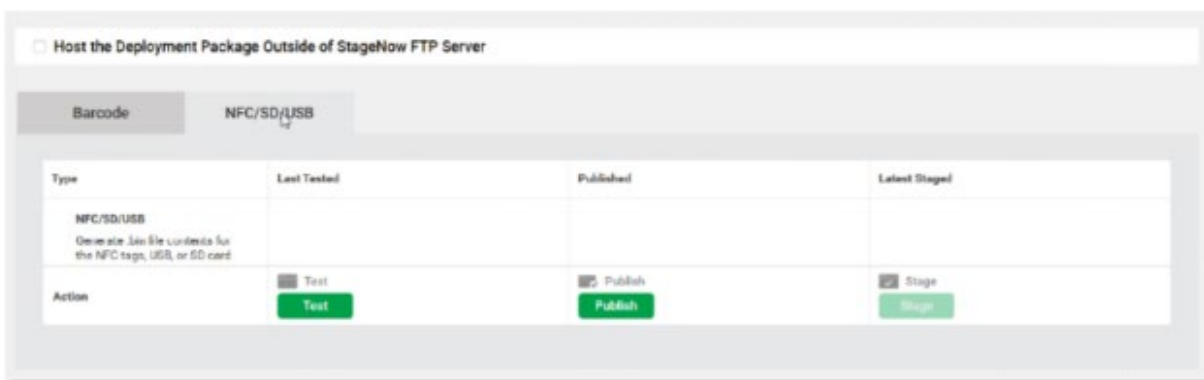 Host the Deployment Package Outside of StageNow FTP Server
Barcode NFC/SD/USB
Type Last Tested Published Latest Staged
NFC/SD/USB
Generate .bin file contents for
the NFC tags, USB, or SD card
Action
Test Publish Stage
Test Publish Stage